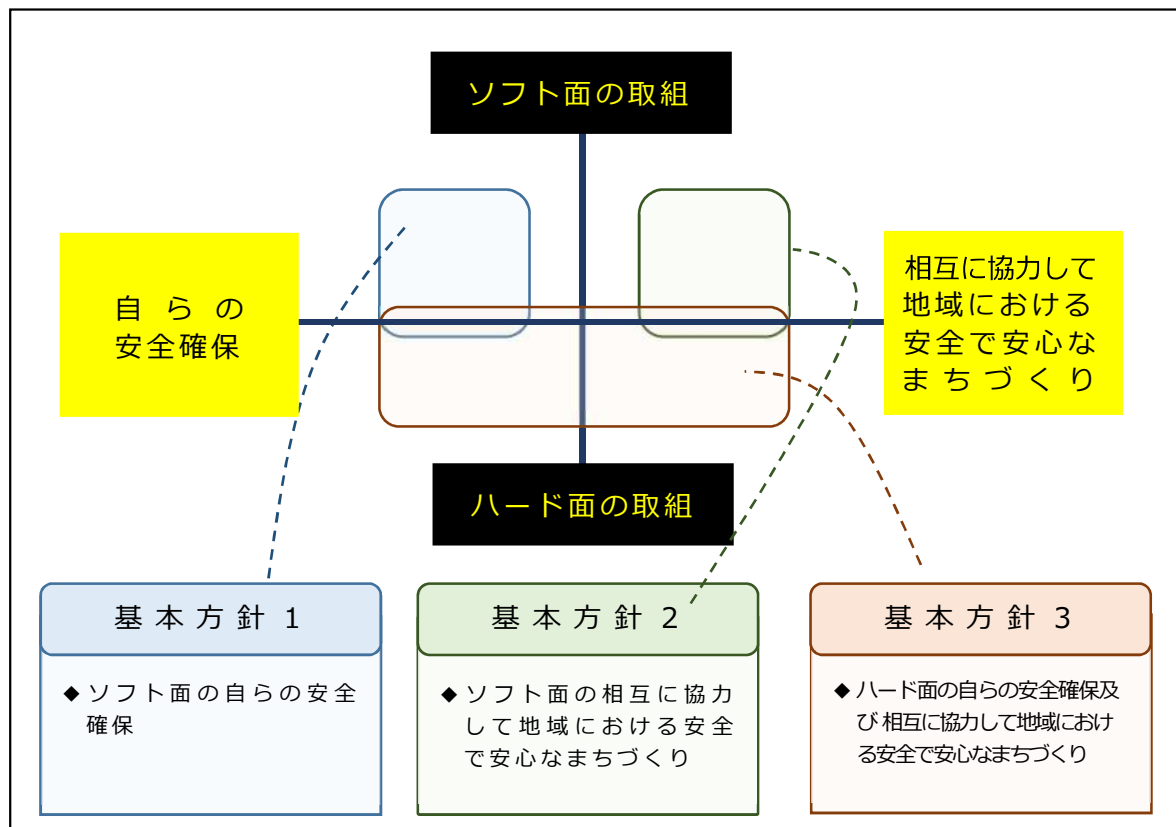 ソフト面の取組
自らの
安全確保
相互に協力して
地域における
安全で安心な
まちづくり
ハード面の取組
基本方針1
◆ソフト面の自らの安全
確保
基本方針2
◆ソフト面の相互に協力
して地域における安全
で安心なまちづくり
基本方針3
◆ハード面の自らの安全確保及
び 相互に協力して地域におけ
る安全で安心なまちづくり